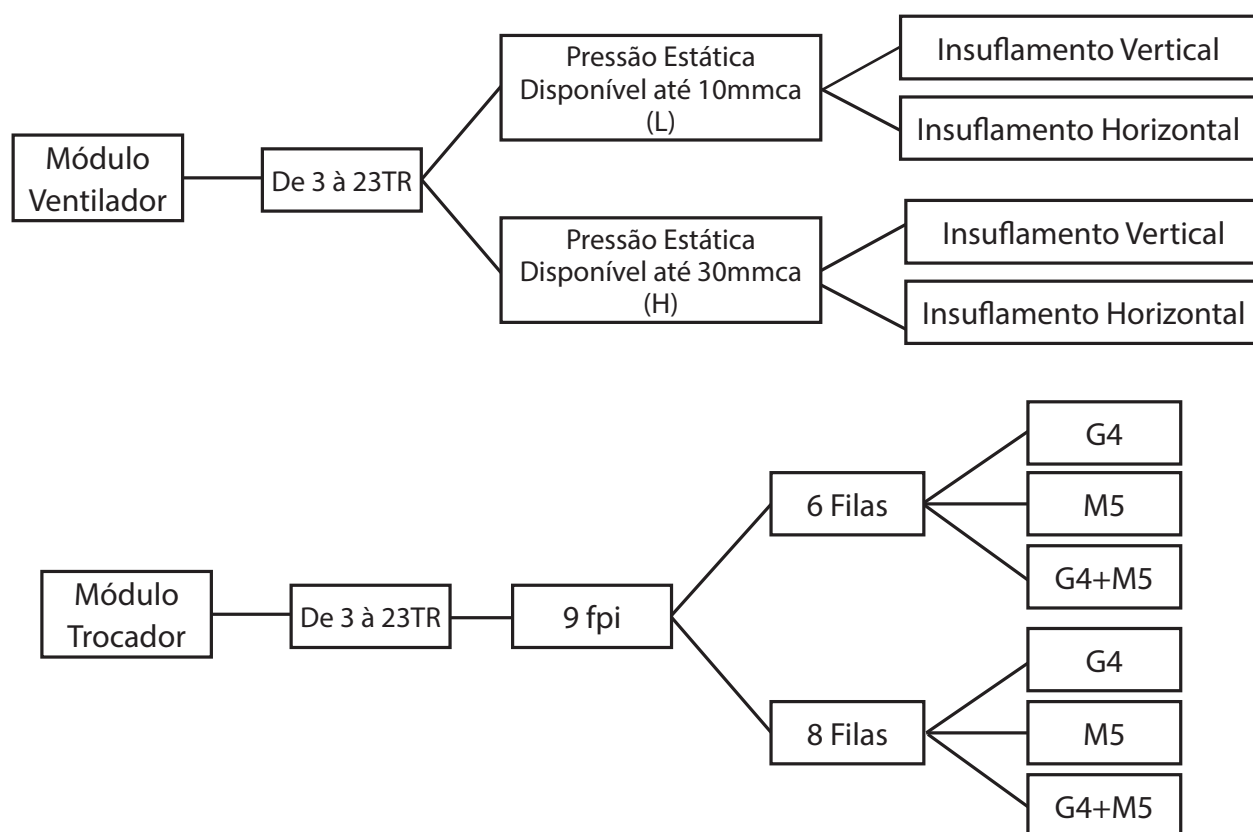 Módulo
Ventilador
De 3 à 23TR
Pressão Estática
Disponível até 10mmca
(L)
Insuflamento Vertical
Insuflamento Horizontal
Pressão Estática
Disponível até 30mmca
(H)
Insuflamento Vertical
Insuflamento Horizontal
Módulo
Trocador
De 3 à 23TR
9 fpi
6 Filas
G4
M5
G4+M5
8 Filas
G4
M5
G4+M5